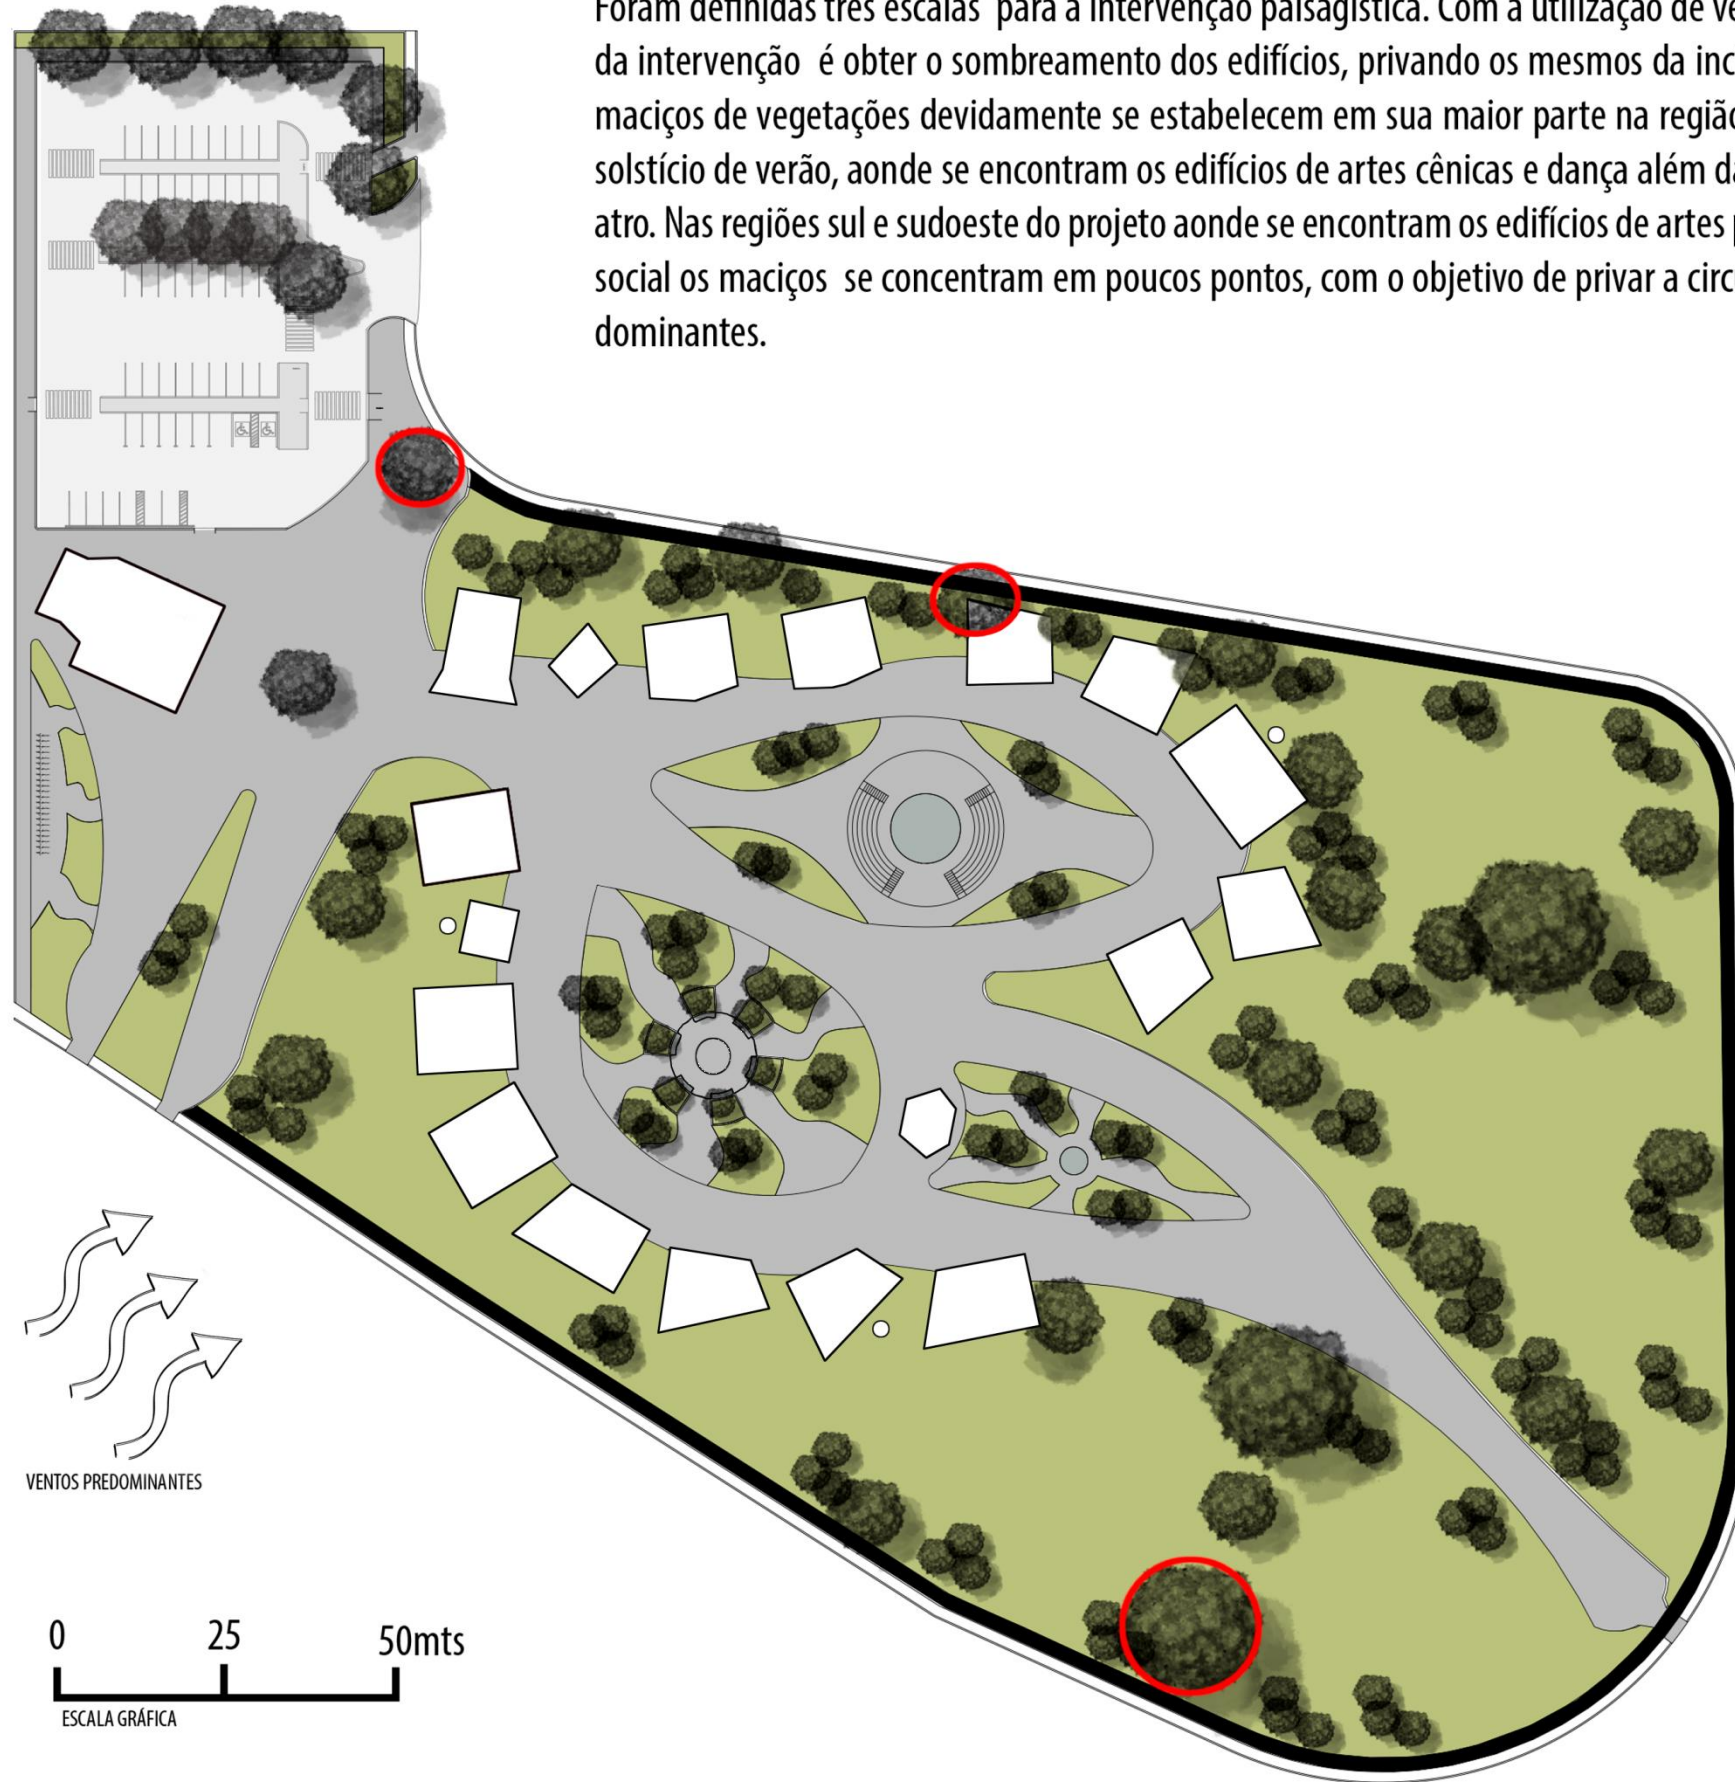 Foram definidas três escalas para a intervenção paisagística. Com a utilização de
da intervenção é obter o sombreamento dos edifícios, privando os mesmos da
maciços de vegetações devidamente se estabelecem em sua maior parte na região
solstício de verão, aonde se encontram os edifícios de artes cênicas e dança além
atro. Nas regiões sul e sudoeste do projeto aonde se encontram os edifícios de artes
social os maciços se concentram em poucos pontos, com o objetivo de privar a
dominantes.
VENTOS PREDOMINANTES
0 25 50mts
ESCALA GRÁFICA